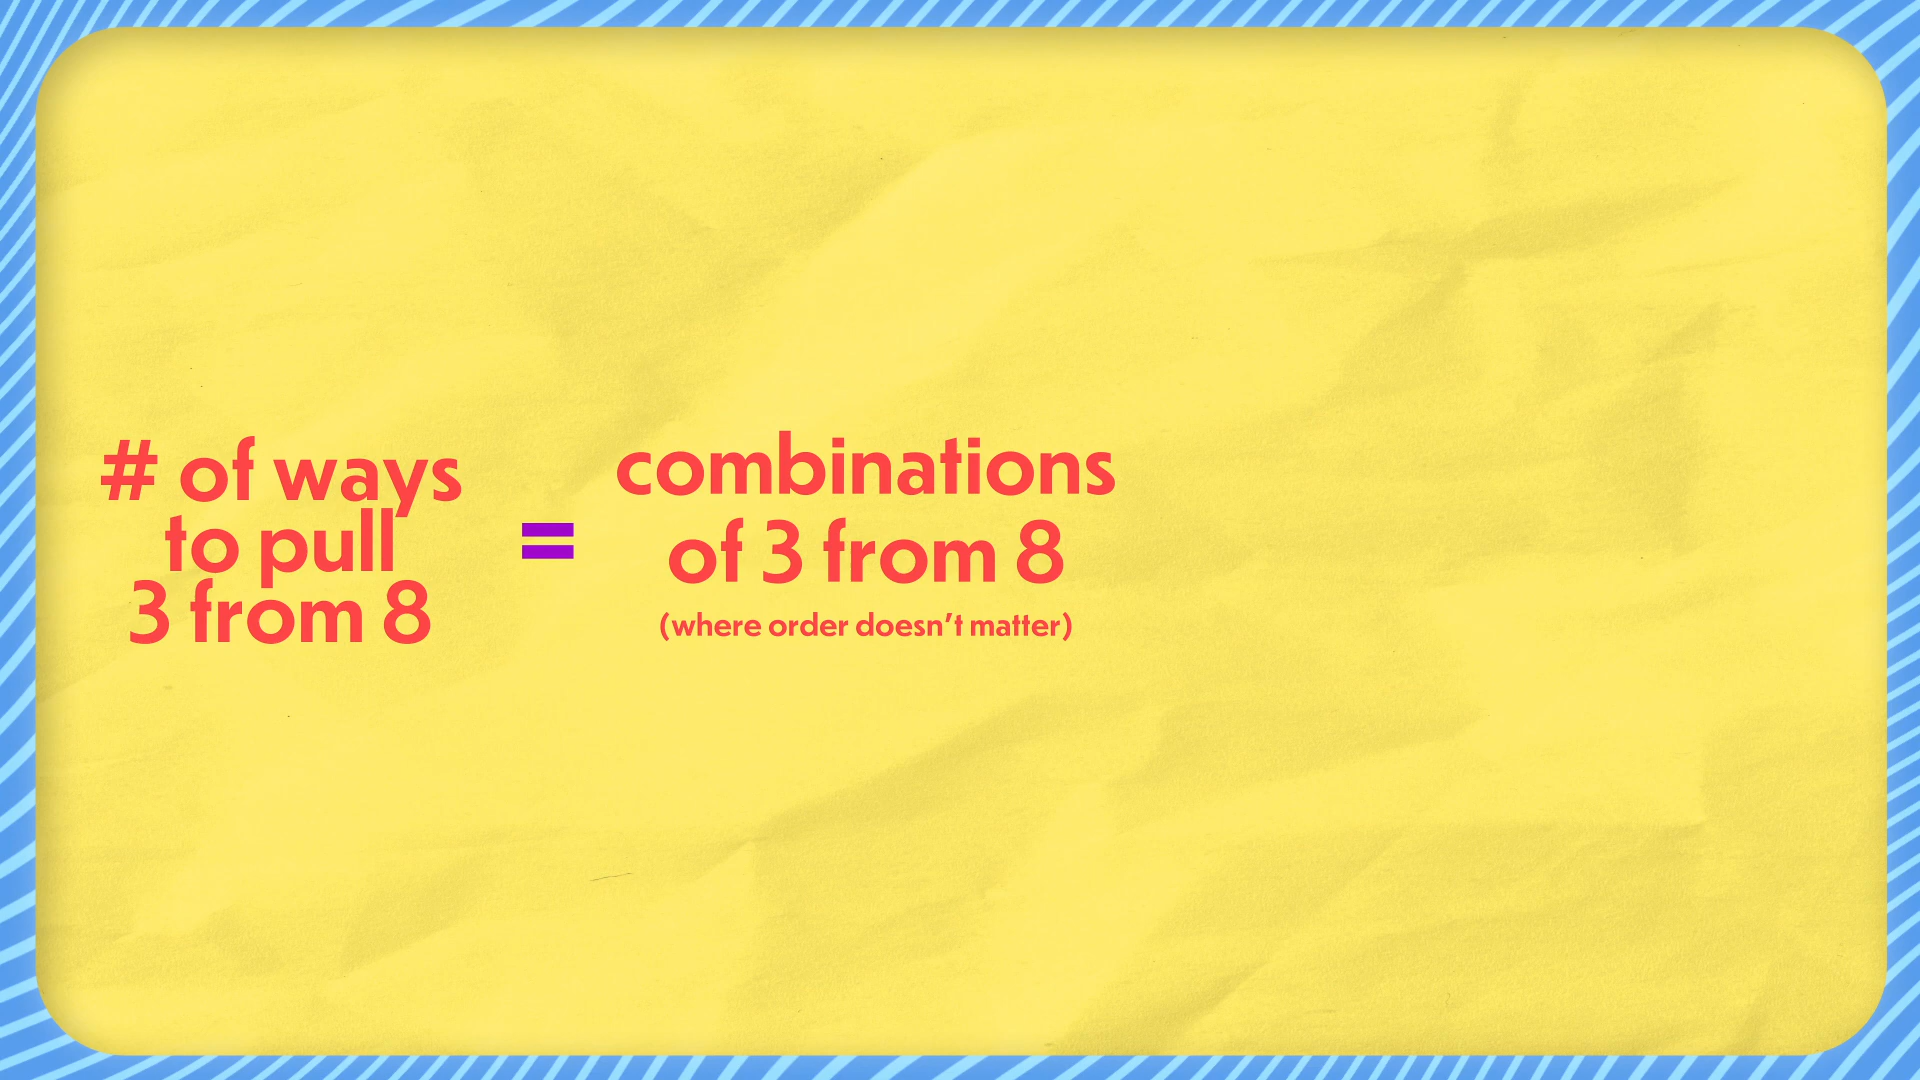 # of ways
to pull
3 from 8
=
combinations
of 3 from 8
(where order doesn't matter)